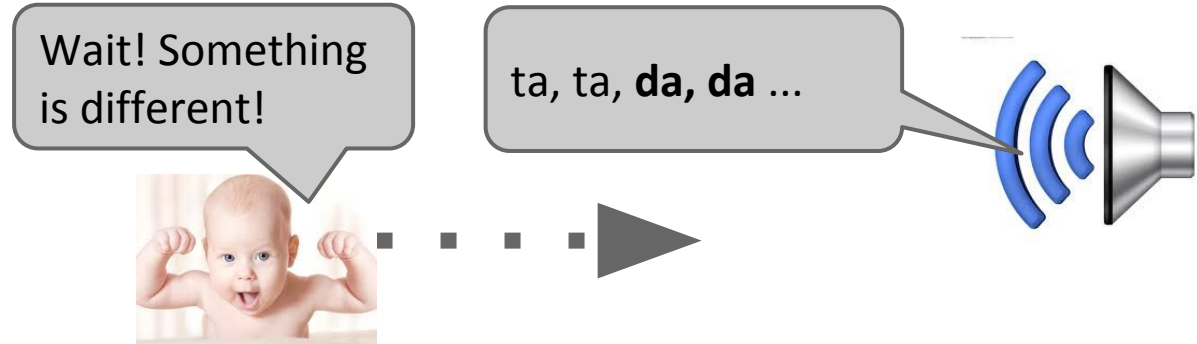 Wait! Something
is different!
ta, ta, da, da ...